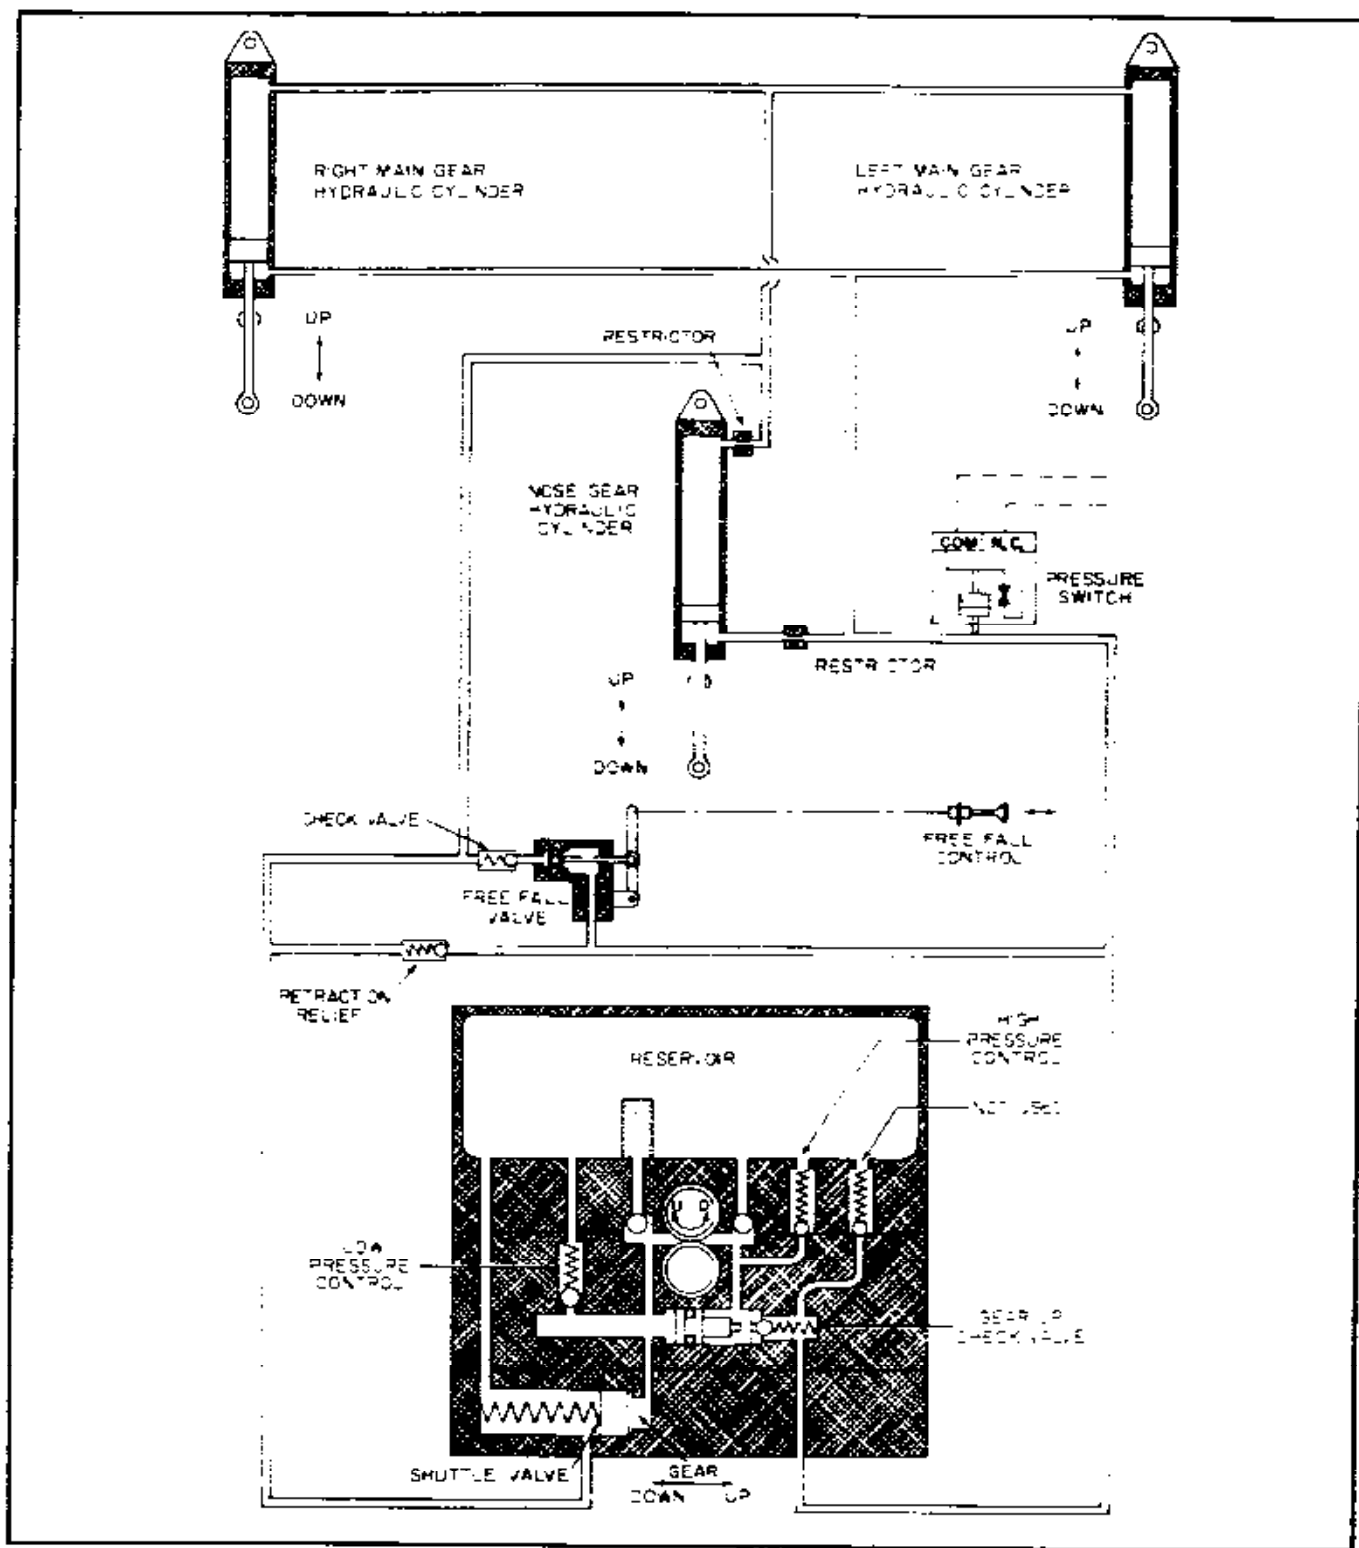 RIGHT MAIN GEAR
HYDRAULIC CYLINDER
LEFT MAIN GEAR
HYDRAULIC CYLINDER
UP
DOWN
RESTRICTOR
UP
DOWN
NOSE GEAR
HYDRAULIC
CYLINDER
COM N.C.
PRESSURE
SWITCH
RESTRICTOR
UP
DOWN
CHECK VALVE
FREE FALL
CONTROL
FREE FALL
VALVE
RETRACTION
RELIEF
RESERVOIR
HIGH
PRESSURE
CONTROL
NOT USED
U D
LOW
PRESSURE
CONTROL
GEAR UP
CHECK VALVE
SHUTTLE VALVE
GEAR
DOWN UP